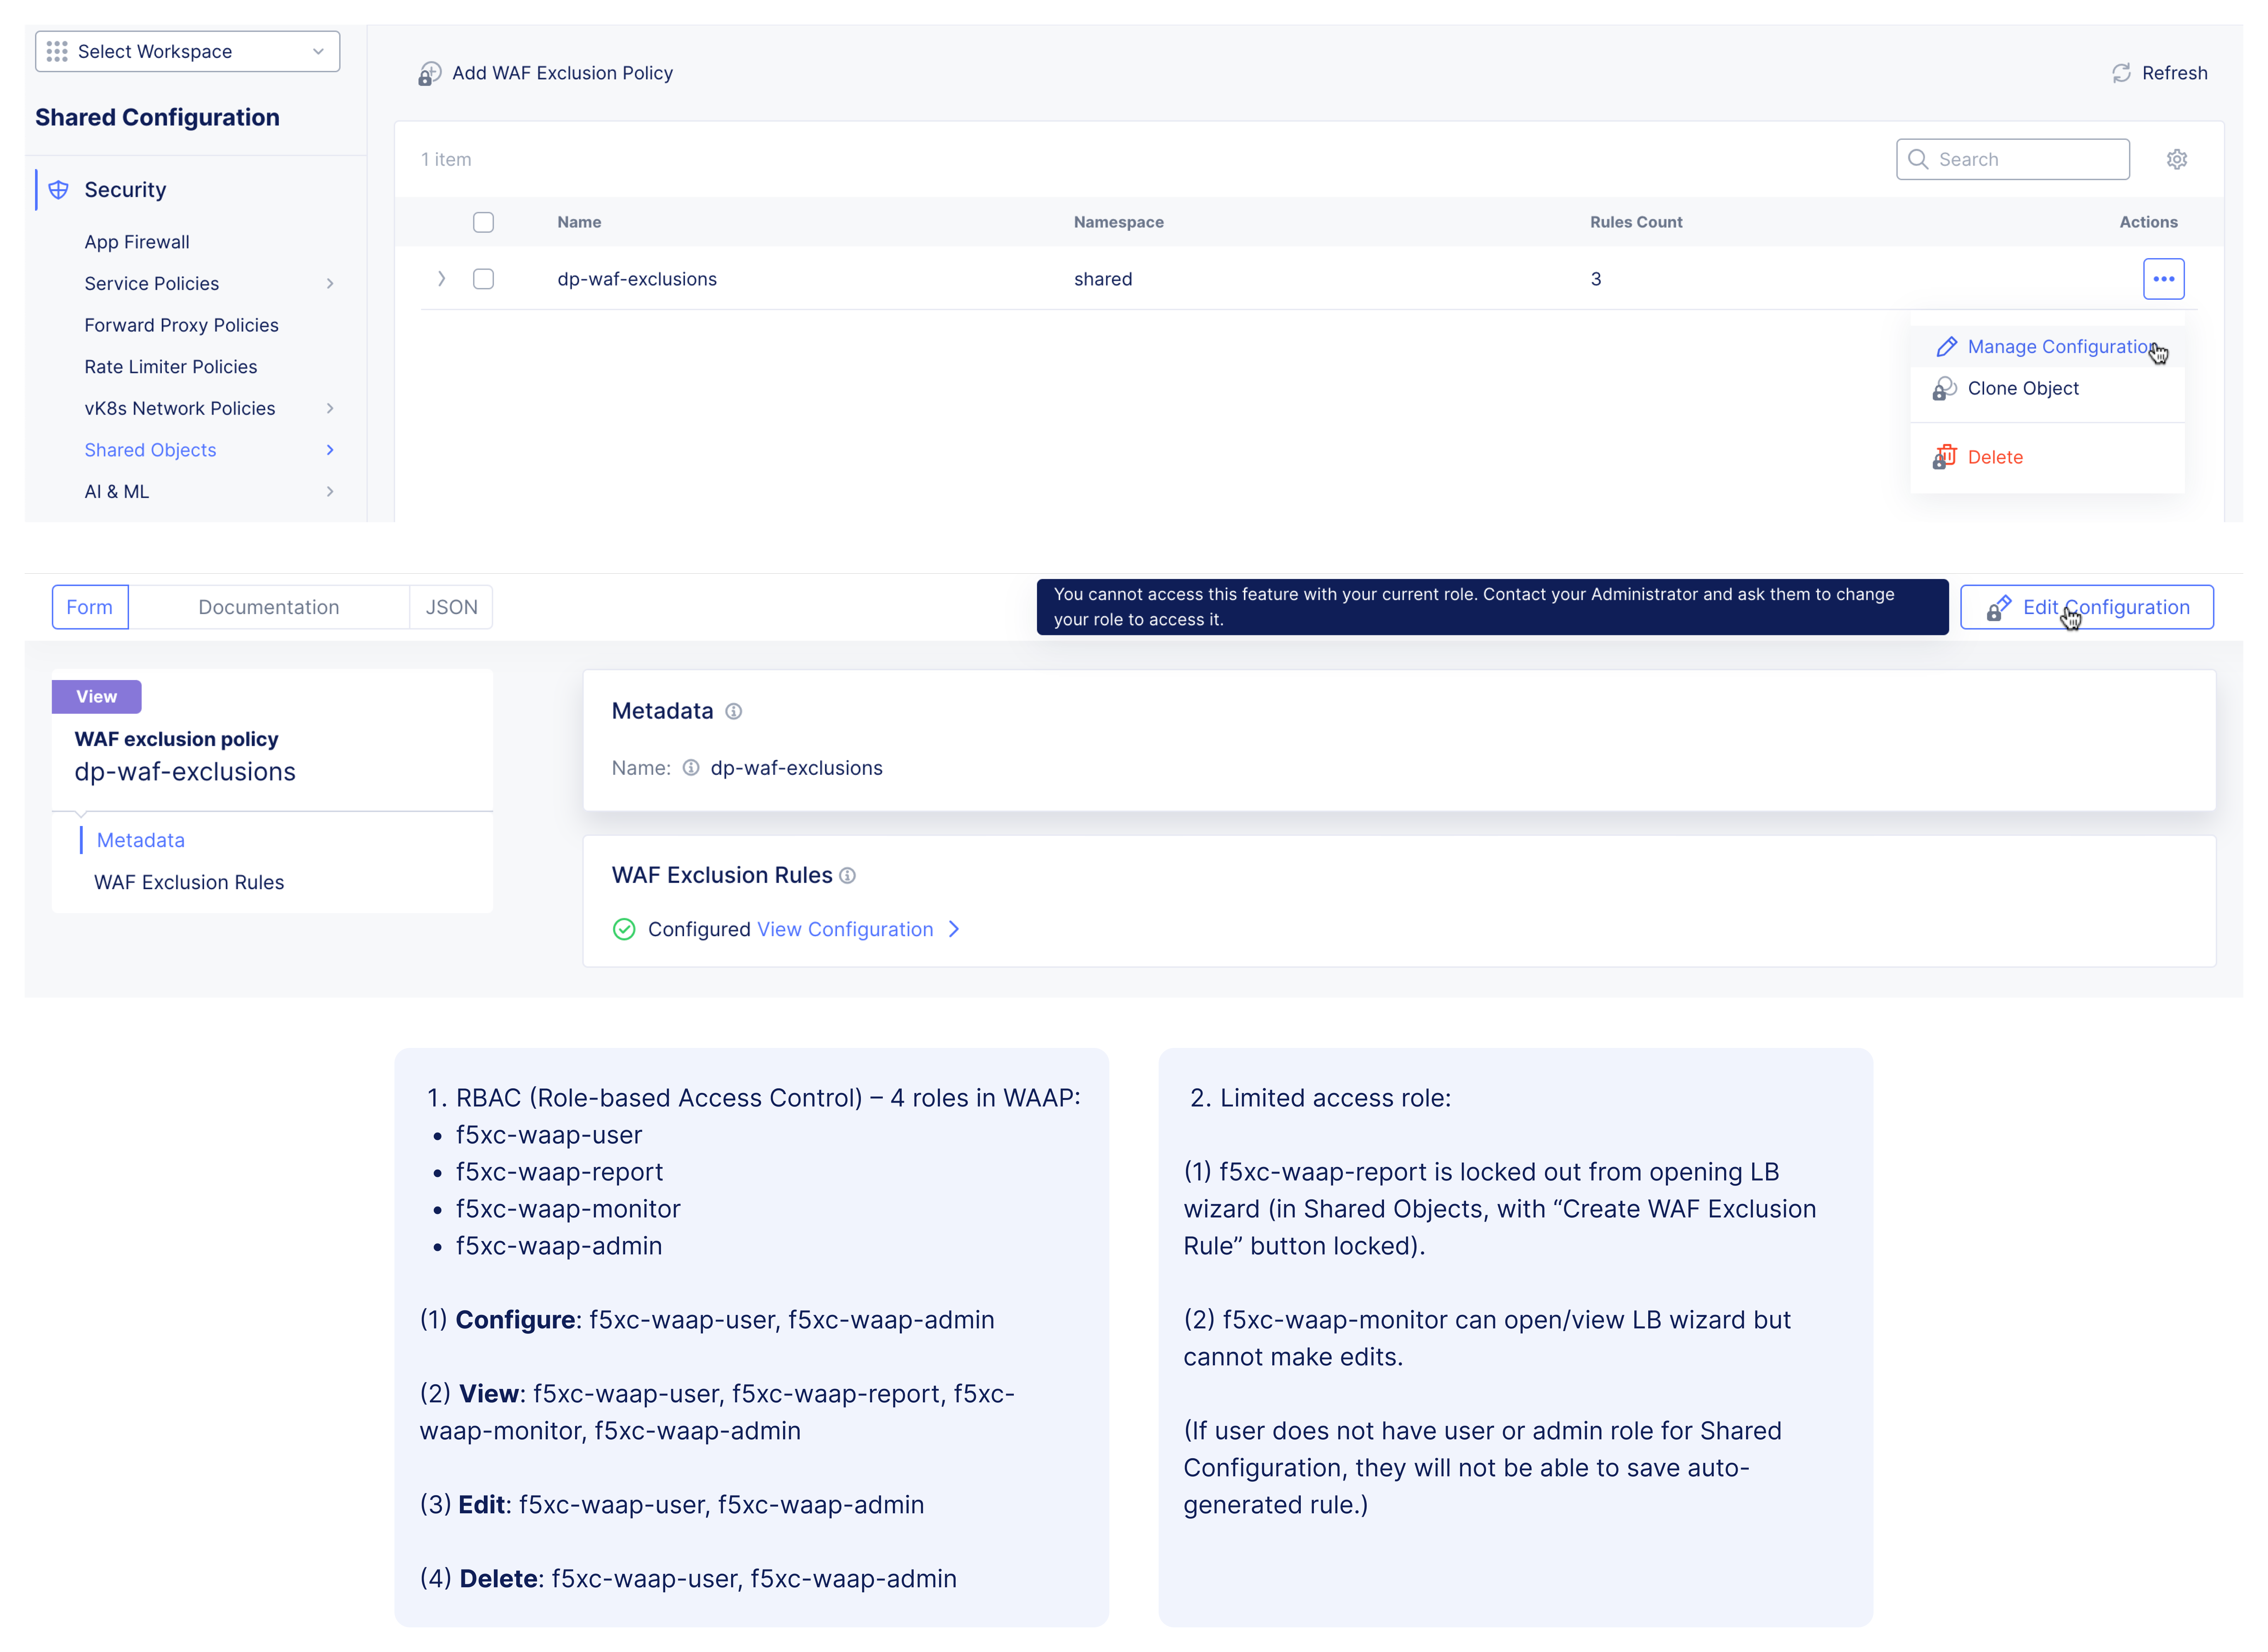 Select Workspace
Shared Configuration
Security
App Firewall
Service Policies
Forward Proxy Policies
Rate Limiter Policies
vK8s Network Policies
Shared Objects
AI & ML
Add WAF Exclusion Policy
Refresh
1 item
Search
Name Namespace Rules Count Actions
dp-waf-exclusions shared 3
Manage Configuration
Clone Object
Delete
Form Documentation JSON
You cannot access this feature with your current role. Contact your Administrator and ask them to change
your role to access it.
Edit Configuration
View
WAF exclusion policy
dp-waf-exclusions
Metadata
WAF Exclusion Rules
Metadata
Name: dp-waf-exclusions
WAF Exclusion Rules
Configured View Configuration
1. RBAC (Role-based Access Control) – 4 roles in WAAP:
• f5xc-waap-user
• f5xc-waap-report
• f5xc-waap-monitor
• f5xc-waap-admin
(1) Configure: f5xc-waap-user, f5xc-waap-admin
(2) View: f5xc-waap-user, f5xc-waap-report, f5xc-
waap-monitor, f5xc-waap-admin
(3) Edit: f5xc-waap-user, f5xc-waap-admin
(4) Delete: f5xc-waap-user, f5xc-waap-admin
2. Limited access role:
(1) f5xc-waap-report is locked out from opening LB
wizard (in Shared Objects, with “Create WAF Exclusion
Rule” button locked).
(2) f5xc-waap-monitor can open/view LB wizard but
cannot make edits.
(If user does not have user or admin role for Shared
Configuration, they will not be able to save auto-
generated rule.)